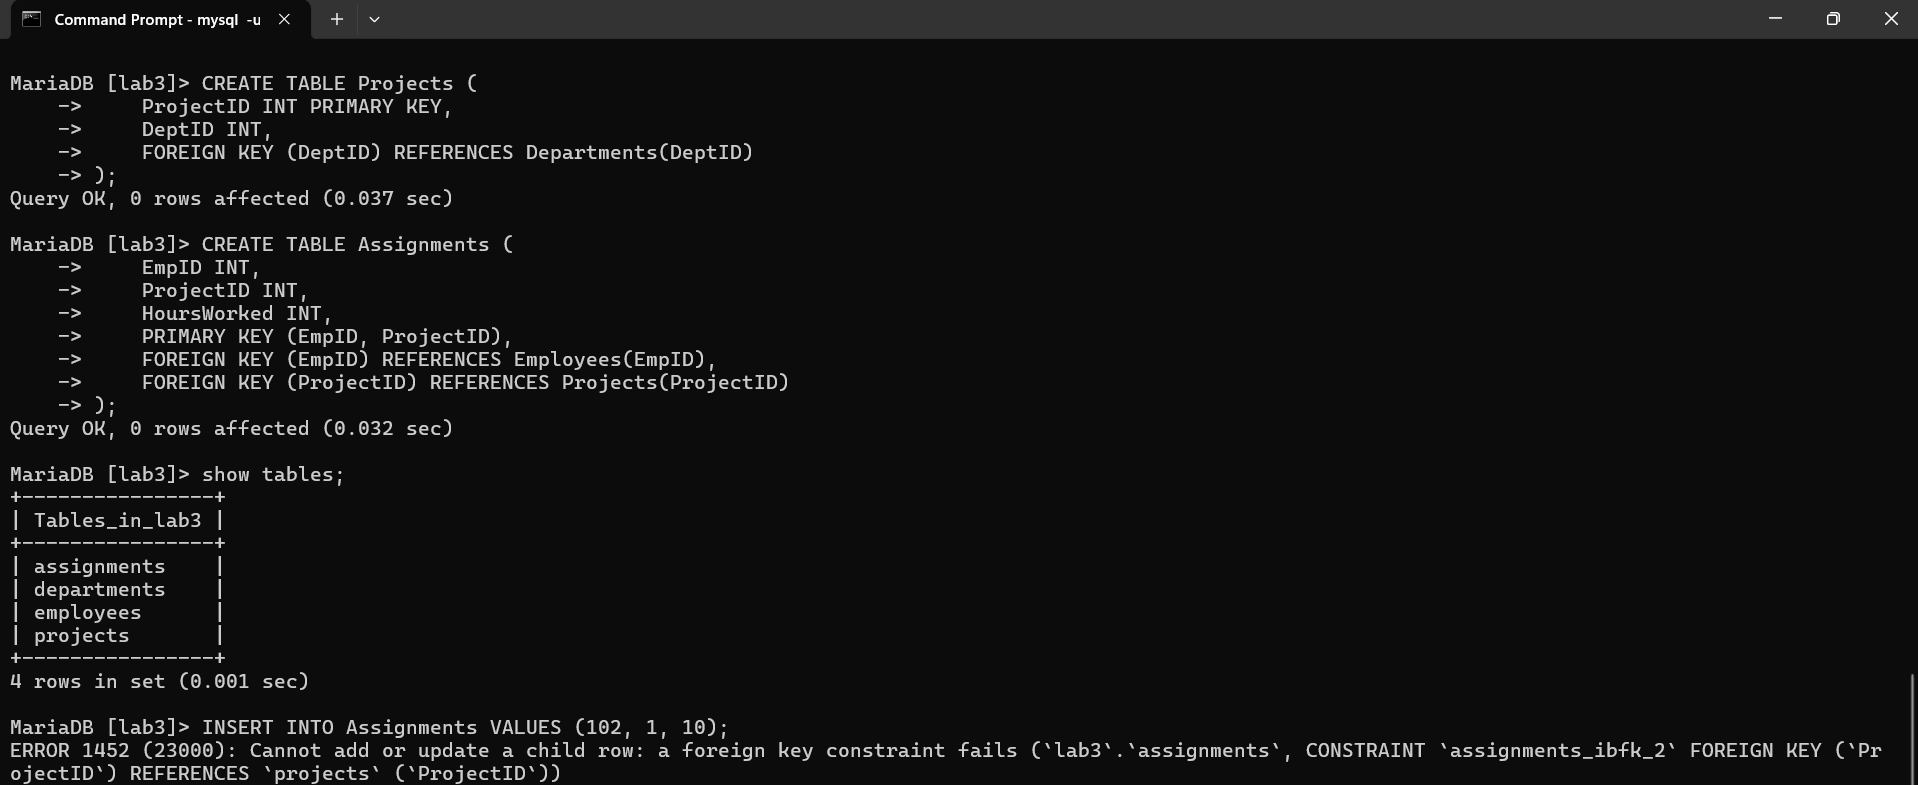 Command Prompt - mysql -u
MariaDB [lab3]> CREATE TABLE Projects (
    ->     ProjectID INT PRIMARY KEY,
    ->     DeptID INT,
    ->     FOREIGN KEY (DeptID) REFERENCES Departments(DeptID)
    -> );
Query OK, 0 rows affected (0.037 sec)
MariaDB [lab3]> CREATE TABLE Assignments (
    ->     EmpID INT,
    ->     ProjectID INT,
    ->     HoursWorked INT,
    ->     PRIMARY KEY (EmpID, ProjectID),
    ->     FOREIGN KEY (EmpID) REFERENCES Employees(EmpID),
    ->     FOREIGN KEY (ProjectID) REFERENCES Projects(ProjectID)
    -> );
Query OK, 0 rows affected (0.032 sec)
MariaDB [lab3]> show tables;
+----------------+
| Tables_in_lab3 |
+----------------+
| assignments    |
| departments    |
| employees      |
| projects       |
+----------------+
4 rows in set (0.001 sec)
MariaDB [lab3]> INSERT INTO Assignments VALUES (102, 1, 10);
ERROR 1452 (23000): Cannot add or update a child row: a foreign key constraint fails (`lab3`.`assignments`, CONSTRAINT `assignments_ibfk_2` FOREIGN KEY (`Pr
ojectID`) REFERENCES `projects` (`ProjectID`))